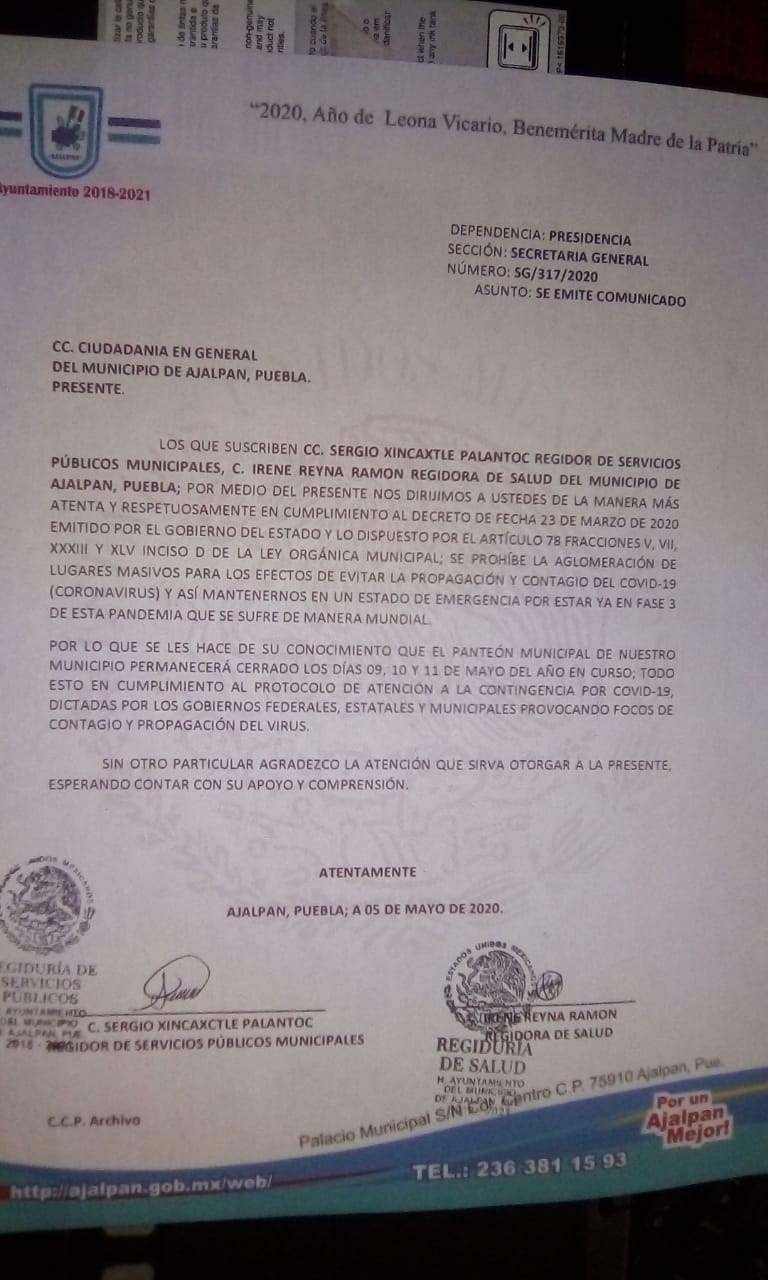 "2020, Año de Leona Vicario, Benemérita Madre de la Patria"
AJALPAN
yuntamiento 2018-2021
DEPENDENCIA: PRESIDENCIA
SECCIÓN: SECRETARIA GENERAL
NÚMERO: SG/317/2020
ASUNTO: SE EMITE COMUNICADO
CC. CIUDADANIA EN GENERAL
DEL MUNICIPIO DE AJALPAN, PUEBLA.
PRESENTE.
LOS QUE SUSCRIBEN CC. SERGIO XINCAXTLE PALANTOC REGIDOR DE SERVICIOS
PÚBLICOS MUNICIPALES, C. IRENE REYNA RAMON REGIDORA DE SALUD DEL MUNICIPIO DE
AJALPAN, PUEBLA; POR MEDIO DEL PRESENTE NOS DIRIJIMOS A USTEDES DE LA MANERA MÁS
ATENTA Y RESPETUOSAMENTE EN CUMPLIMIENTO AL DECRETO DE FECHA 23 DE MARZO DE 2020
EMITIDO POR EL GOBIERNO DEL ESTADO Y LO DISPUESTO POR EL ARTÍCULO 78 FRACCIONES V, VII,
XXXIII Y XLV INCISO D DE LA LEY ORGÁNICA MUNICIPAL; SE PROHÍBE LA AGLOMERACIÓN DE
LUGARES MASIVOS PARA LOS EFECTOS DE EVITAR LA PROPAGACIÓN Y CONTAGIO DEL COVID-19
(CORONAVIRUS) Y ASÍ MANTENERNOS EN UN ESTADO DE EMERGENCIA POR ESTAR YA EN FASE 3
DE ESTA PANDEMIA QUE SE SUFRE DE MANERA MUNDIAL.
POR LO QUE SE LES HACE DE SU CONOCIMIENTO QUE EL PANTEÓN MUNICIPAL DE NUESTRO
MUNICIPIO PERMANECERÁ CERRADO LOS DÍAS 09, 10 Y 11 DE MAYO DEL AÑO EN CURSO; TODO
ESTO EN CUMPLIMIENTO AL PROTOCOLO DE ATENCIÓN A LA CONTINGENCIA POR COVID-19,
DICTADAS POR LOS GOBIERNOS FEDERALES, ESTATALES Y MUNICIPALES PROVOCANDO FOCOS DE
CONTAGIO Y PROPAGACIÓN DEL VIRUS.
SIN OTRO PARTICULAR AGRADEZCO LA ATENCIÓN QUE SIRVA OTORGAR A LA PRESENTE,
ESPERANDO CONTAR CON SU APOYO Y COMPRENSIÓN.
ATENTAMENTE
AJALPAN, PUEBLA; A 05 DE MAYO DE 2020.
EGIDURÍA DE
SERVICIOS
PÚBLICOS
AYUNTAMIENTO
DEL MUNICIPIO
AJALPAN, PUE
2018 -
C. SERGIO XINCAXCTLE PALANTOC
REGIDOR DE SERVICIOS PÚBLICOS MUNICIPALES
ESTADOS UNIDOS MEXICANOS
C. IRENE REYNA RAMON
REGIDORA DE SALUD
REGIDURÍA
DE SALUD
H. AYUNTAMIENTO
DEL MUNICIPIO
DE AJALPAN
C.C.P. Archivo
Palacio Municipal S/N Col. Centro C.P. 75910 Ajalpan, Pue.
Por un
Ajalpan
Mejor!
http://ajalpan.gob.mx/web/
TEL.: 236 381 15 93